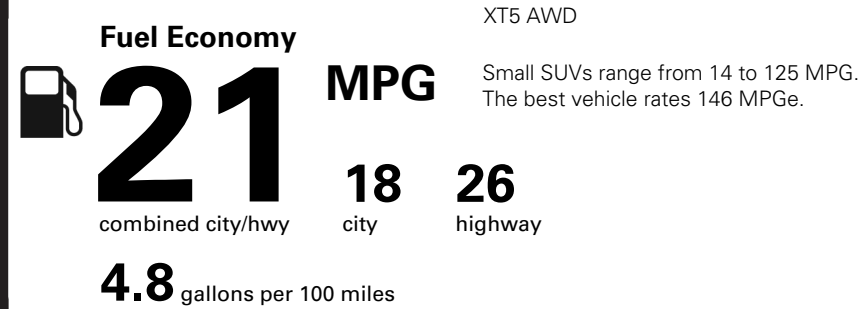 XT5 AWD
Fuel Economy
21 MPG
Small SUVs range from 14 to 125 MPG.
The best vehicle rates 146 MPGe.
18 26
combined city/hwy city highway
4.8 gallons per 100 miles